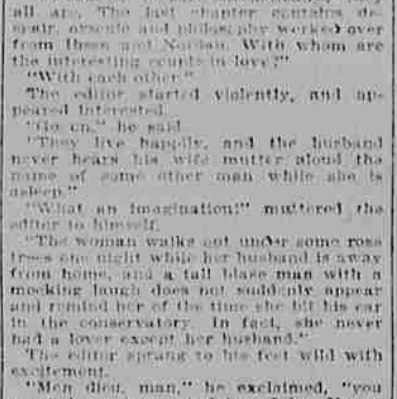 all are. The last chapter contains de-
spair, arsenic and philosophy worked over
from Ibsen and Nordau. With whom are
the interesting couple in love?"
"With each other."
The editor started violently, and ap-
peared interested.
"Go on," he said.
"They live happily, and the husband
never hears his wife mutter aloud the
name of some other man while she is
asleep."
"What an imagination!" muttered the
editor to himself.
"The woman walks out under some rose
trees one night while her husband is away
from home, and a tall blase man with a
mocking laugh does not suddenly appear
and remind her of the time she bit his ear
in the conservatory. In fact, she never
had a lover except her husband."
The editor sprang to his feet wild with
excitement.
"Mon dieu, man," he exclaimed, "you